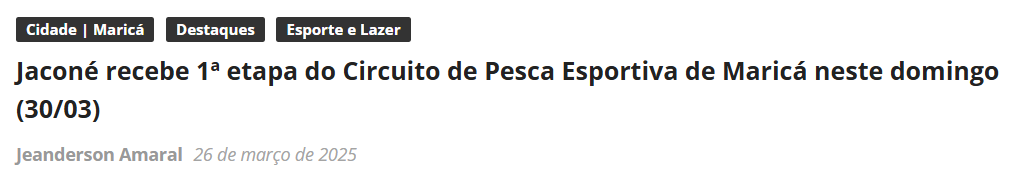 Cidade | Maricá Destaques Esporte e Lazer
Jaconé recebe 1ª etapa do Circuito de Pesca Esportiva de Maricá neste domingo
(30/03)
Jeanderson Amaral 26 de março de 2025